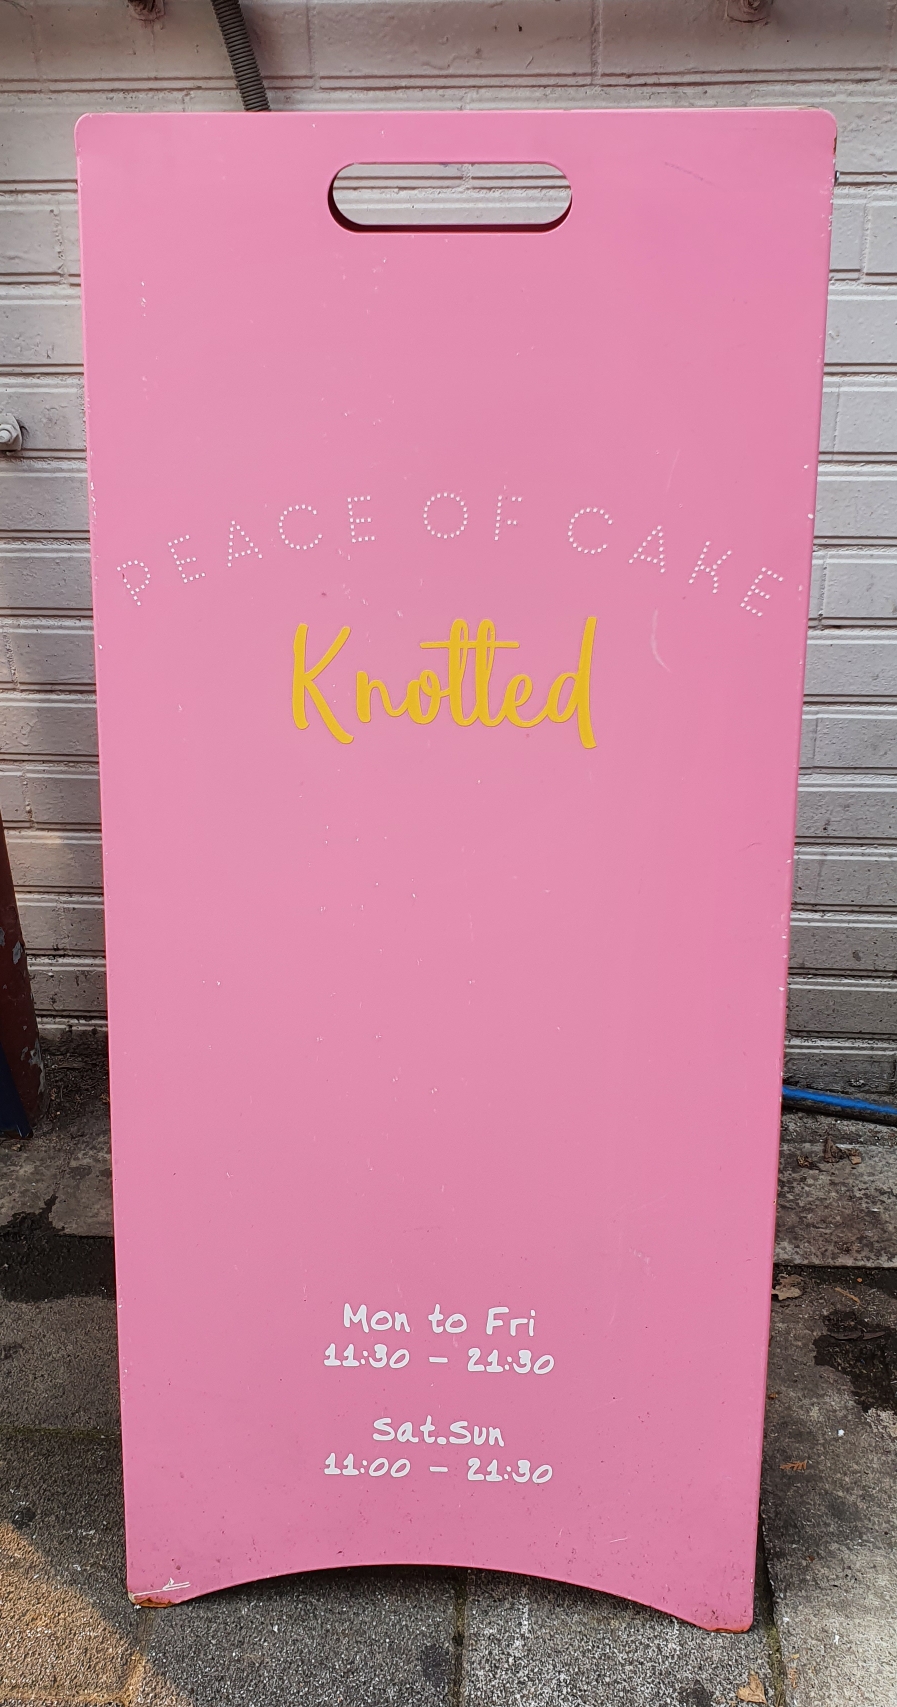 PEACE OF CAKE
Knotted
Mon to Fri
11:30 - 21:30
Sat.Sun
11:00 - 21:30